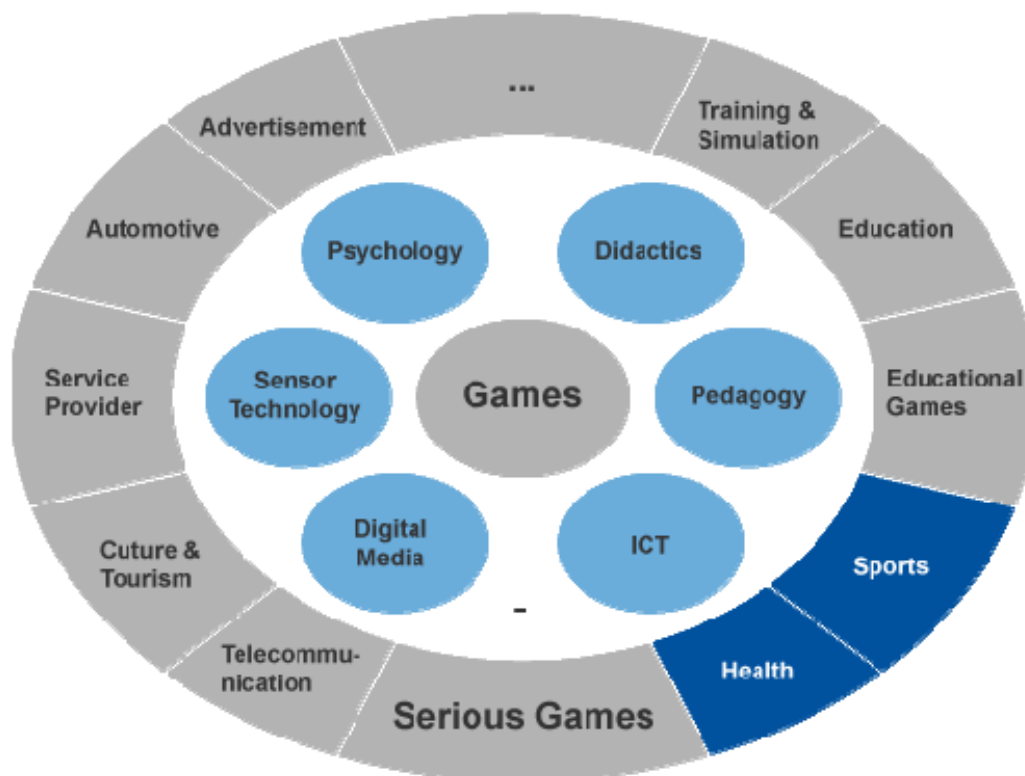 ...
Training &
Simulation
Education
Educational
Games
Sports
Health
Serious Games
Telecommu-
nication
Cuture &
Tourism
Service
Provider
Automotive
Advertisement
Psychology
Didactics
Sensor
Technology
Games
Pedagogy
Digital
Media
ICT
-